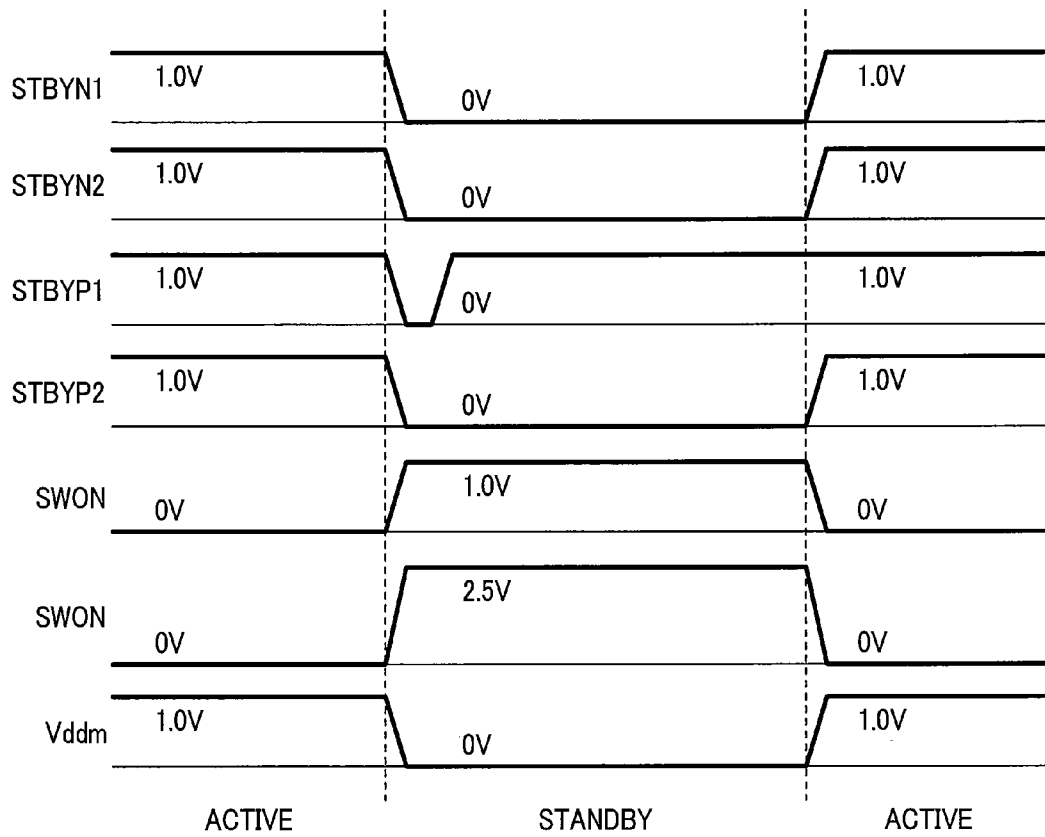 STBYN1 1.0V 0V 1.0V
STBYN2 1.0V 0V 1.0V
STBYP1 1.0V 0V 1.0V
STBYP2 1.0V 0V 1.0V
SWON 0V 1.0V 0V
SWON 0V 2.5V 0V
Vddm 1.0V 0V 1.0V
ACTIVE STANDBY ACTIVE